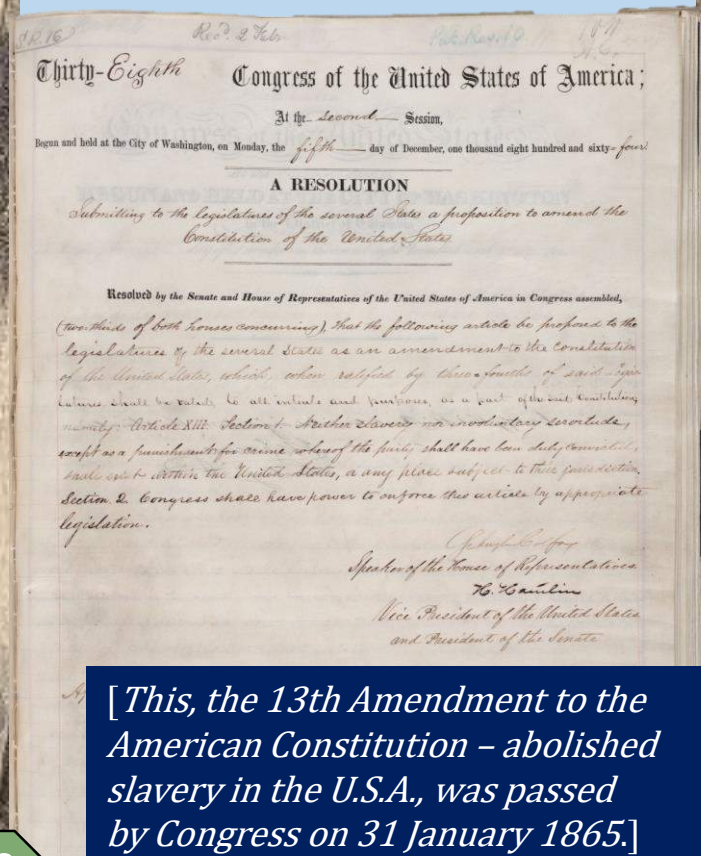 S.R. 16
Rec'd. 2 Feby
Thirty-Eighth Congress of the United States of America;
At the second Session,
Begun and held at the City of Washington, on Monday, the fifth day of December, one thousand eight hundred and sixty-four.
A RESOLUTION
Submitting to the legislatures of the several States a proposition to amend the
Constitution of the United States.
Resolved by the Senate and House of Representatives of the United States of America in Congress assembled,
(two-thirds of both houses concurring), That the following article be proposed to the
legislatures of the several States as an amendment to the Constitution
of the United States, which, when ratified by three-fourths of said Legis-
latures, shall be valid, to all intents and purposes, as a part of the said Constitution,
namely: Article XIII. Section 1. Neither slavery nor involuntary servitude,
except as a punishment for crime whereof the party shall have been duly convicted,
shall exist within the United States, or any place subject to their jurisdiction.
Section 2. Congress shall have power to enforce this article by appropriate
legislation.
Schuyler Colfax
Speaker of the House of Representatives.
H. Hamlin
Vice President of the United States
and President of the Senate
[This, the 13th Amendment to the
American Constitution – abolished
slavery in the U.S.A., was passed
by Congress on 31 January 1865.]